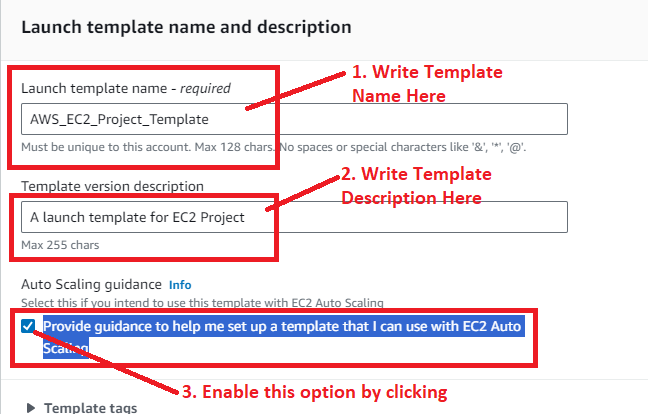 Launch template name and description
Launch template name - required
1. Write Template
Name Here
AWS_EC2_Project_Template
Must be unique to this account. Max 128 chars. No spaces or special characters like '&', '*', '@'.
Template version description
2. Write Template
Description Here
A launch template for EC2 Project
Max 255 chars
Auto Scaling guidance Info
Select this if you intend to use this template with EC2 Auto Scaling
Provide guidance to help me set up a template that I can use with EC2 Auto
Scaling
3. Enable this option by clicking
Template tags